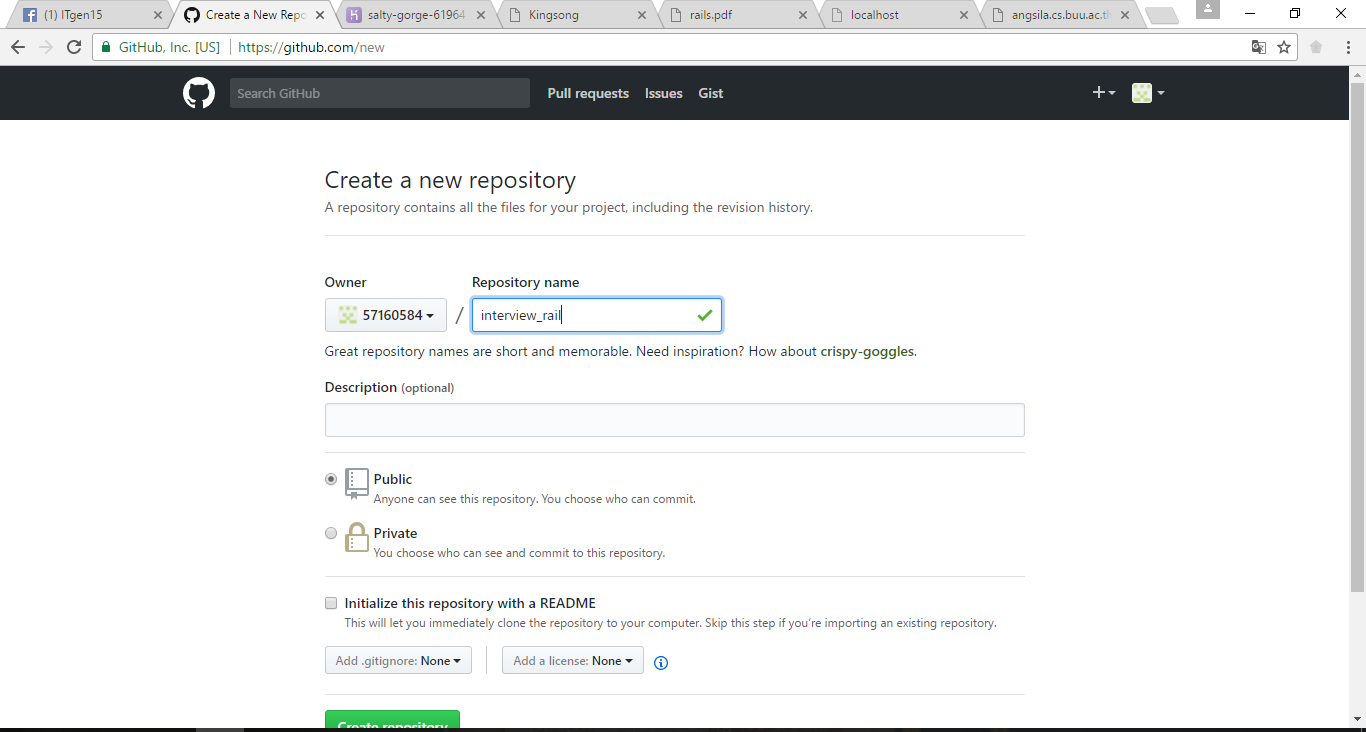 (1) ITgen15
Create a New Repo
salty-gorge-61964
Kingsong
rails.pdf
localhost
angsila.cs.buu.ac.th
GitHub, Inc. [US] https://github.com/new
Search GitHub
Pull requests Issues Gist
Create a new repository
A repository contains all the files for your project, including the revision history.
Owner Repository name
57160584 / interview_rail
Great repository names are short and memorable. Need inspiration? How about crispy-goggles.
Description (optional)
Public
Anyone can see this repository. You choose who can commit.
Private
You choose who can see and commit to this repository.
Initialize this repository with a README
This will let you immediately clone the repository to your computer. Skip this step if you’re importing an existing repository.
Add .gitignore: None Add a license: None
Create repository